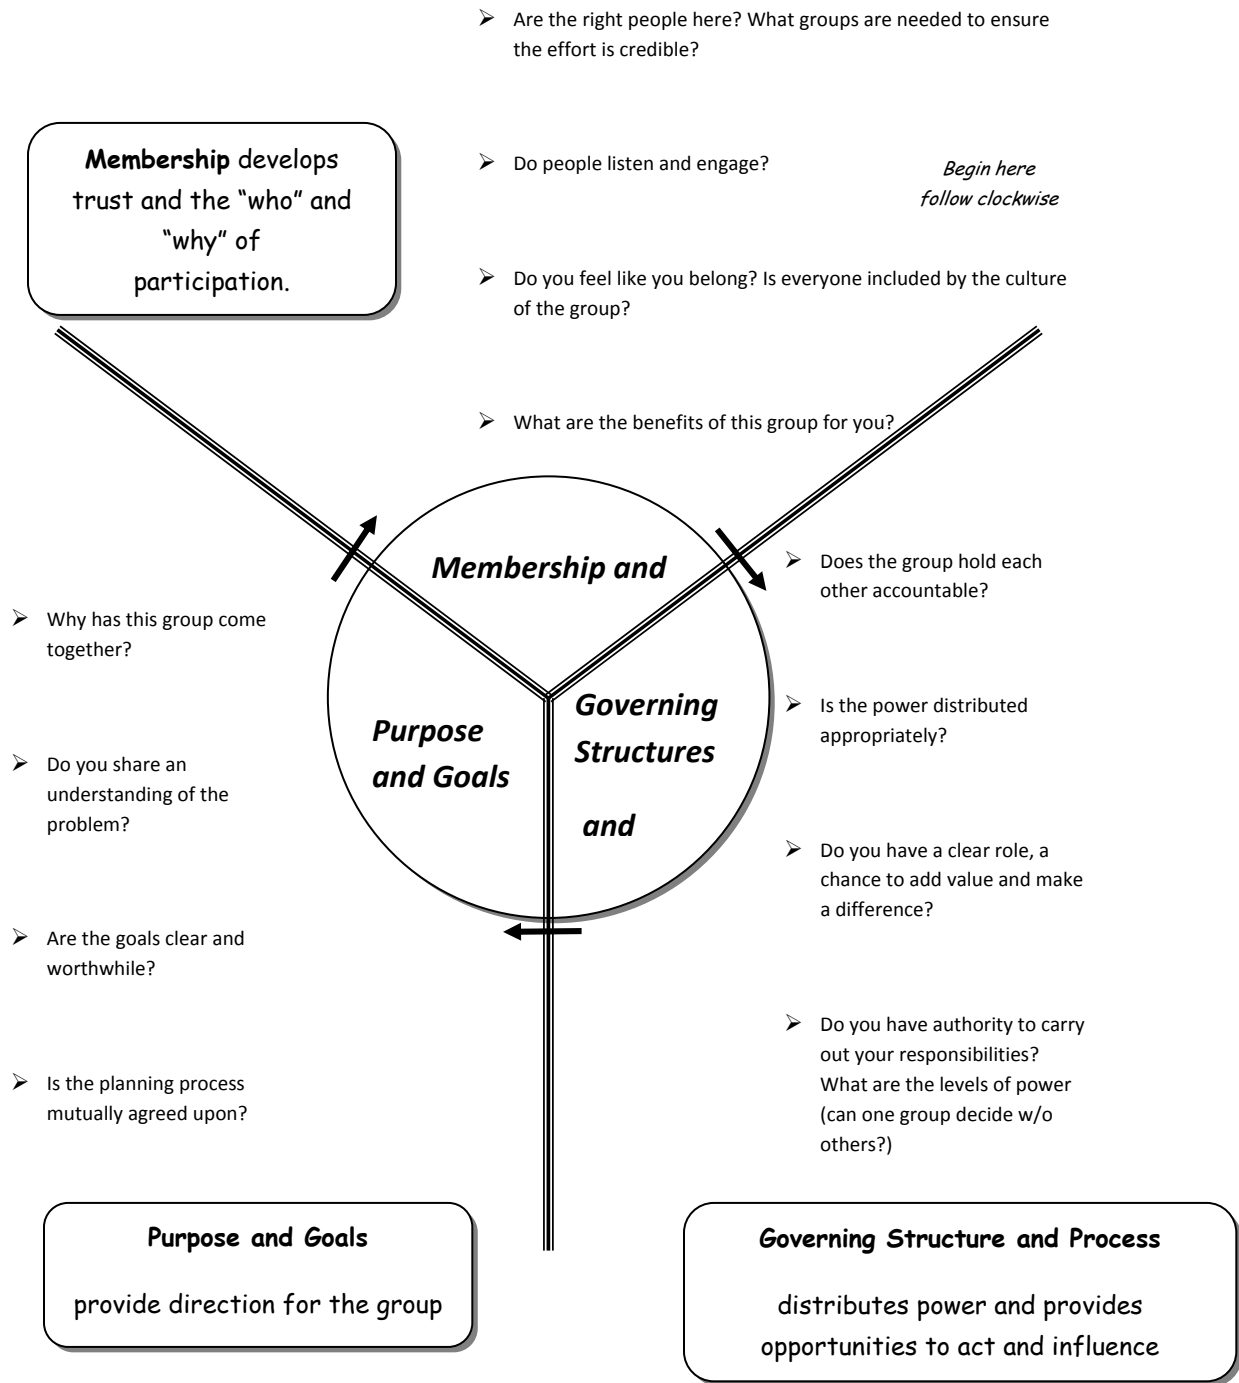 ➢ Are the right people here? What groups are needed to ensure
the effort is credible?
Membership develops
trust and the “who” and
“why” of
participation.
➢ Do people listen and engage?
Begin here
follow clockwise
➢ Do you feel like you belong? Is everyone included by the culture
of the group?
➢ What are the benefits of this group for you?
Membership and
➢ Does the group hold each
other accountable?
➢ Is the power distributed
appropriately?
➢ Do you have a clear role, a
chance to add value and make
a difference?
➢ Do you have authority to carry
out your responsibilities?
What are the levels of power
(can one group decide w/o
others?)
Governing
Structures
and
Purpose
and Goals
➢ Why has this group come
together?
➢ Do you share an
understanding of the
problem?
➢ Are the goals clear and
worthwhile?
➢ Is the planning process
mutually agreed upon?
Purpose and Goals
provide direction for the group
Governing Structure and Process
distributes power and provides
opportunities to act and influence